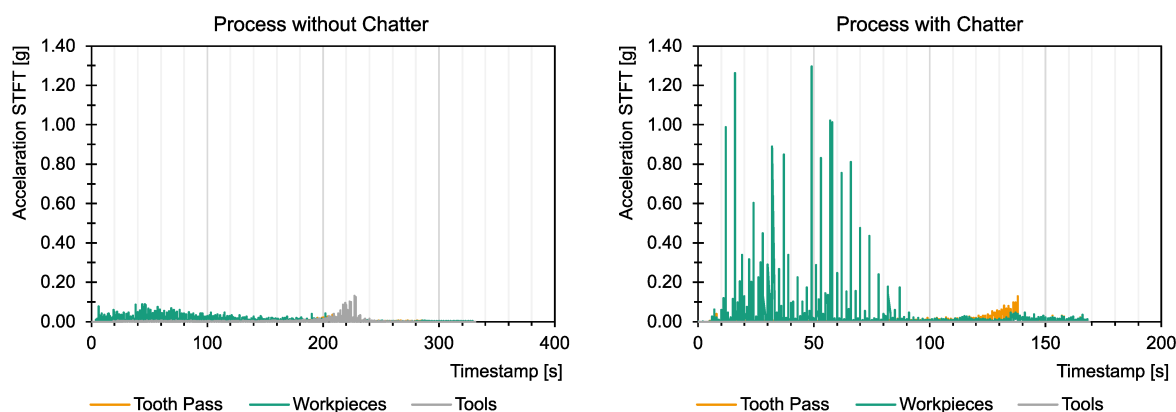 Process without Chatter
Accelaration STFT [g]
1.40
1.20
1.00
0.80
0.60
0.40
0.20
0.00
0 100 200 300 400
Timestamp [s]
Tooth Pass Workpieces Tools
Process with Chatter
Acceleration STFT [g]
1.40
1.20
1.00
0.80
0.60
0.40
0.20
0.00
0 50 100 150 200
Timestamp [s]
Tooth Pass Workpieces Tools